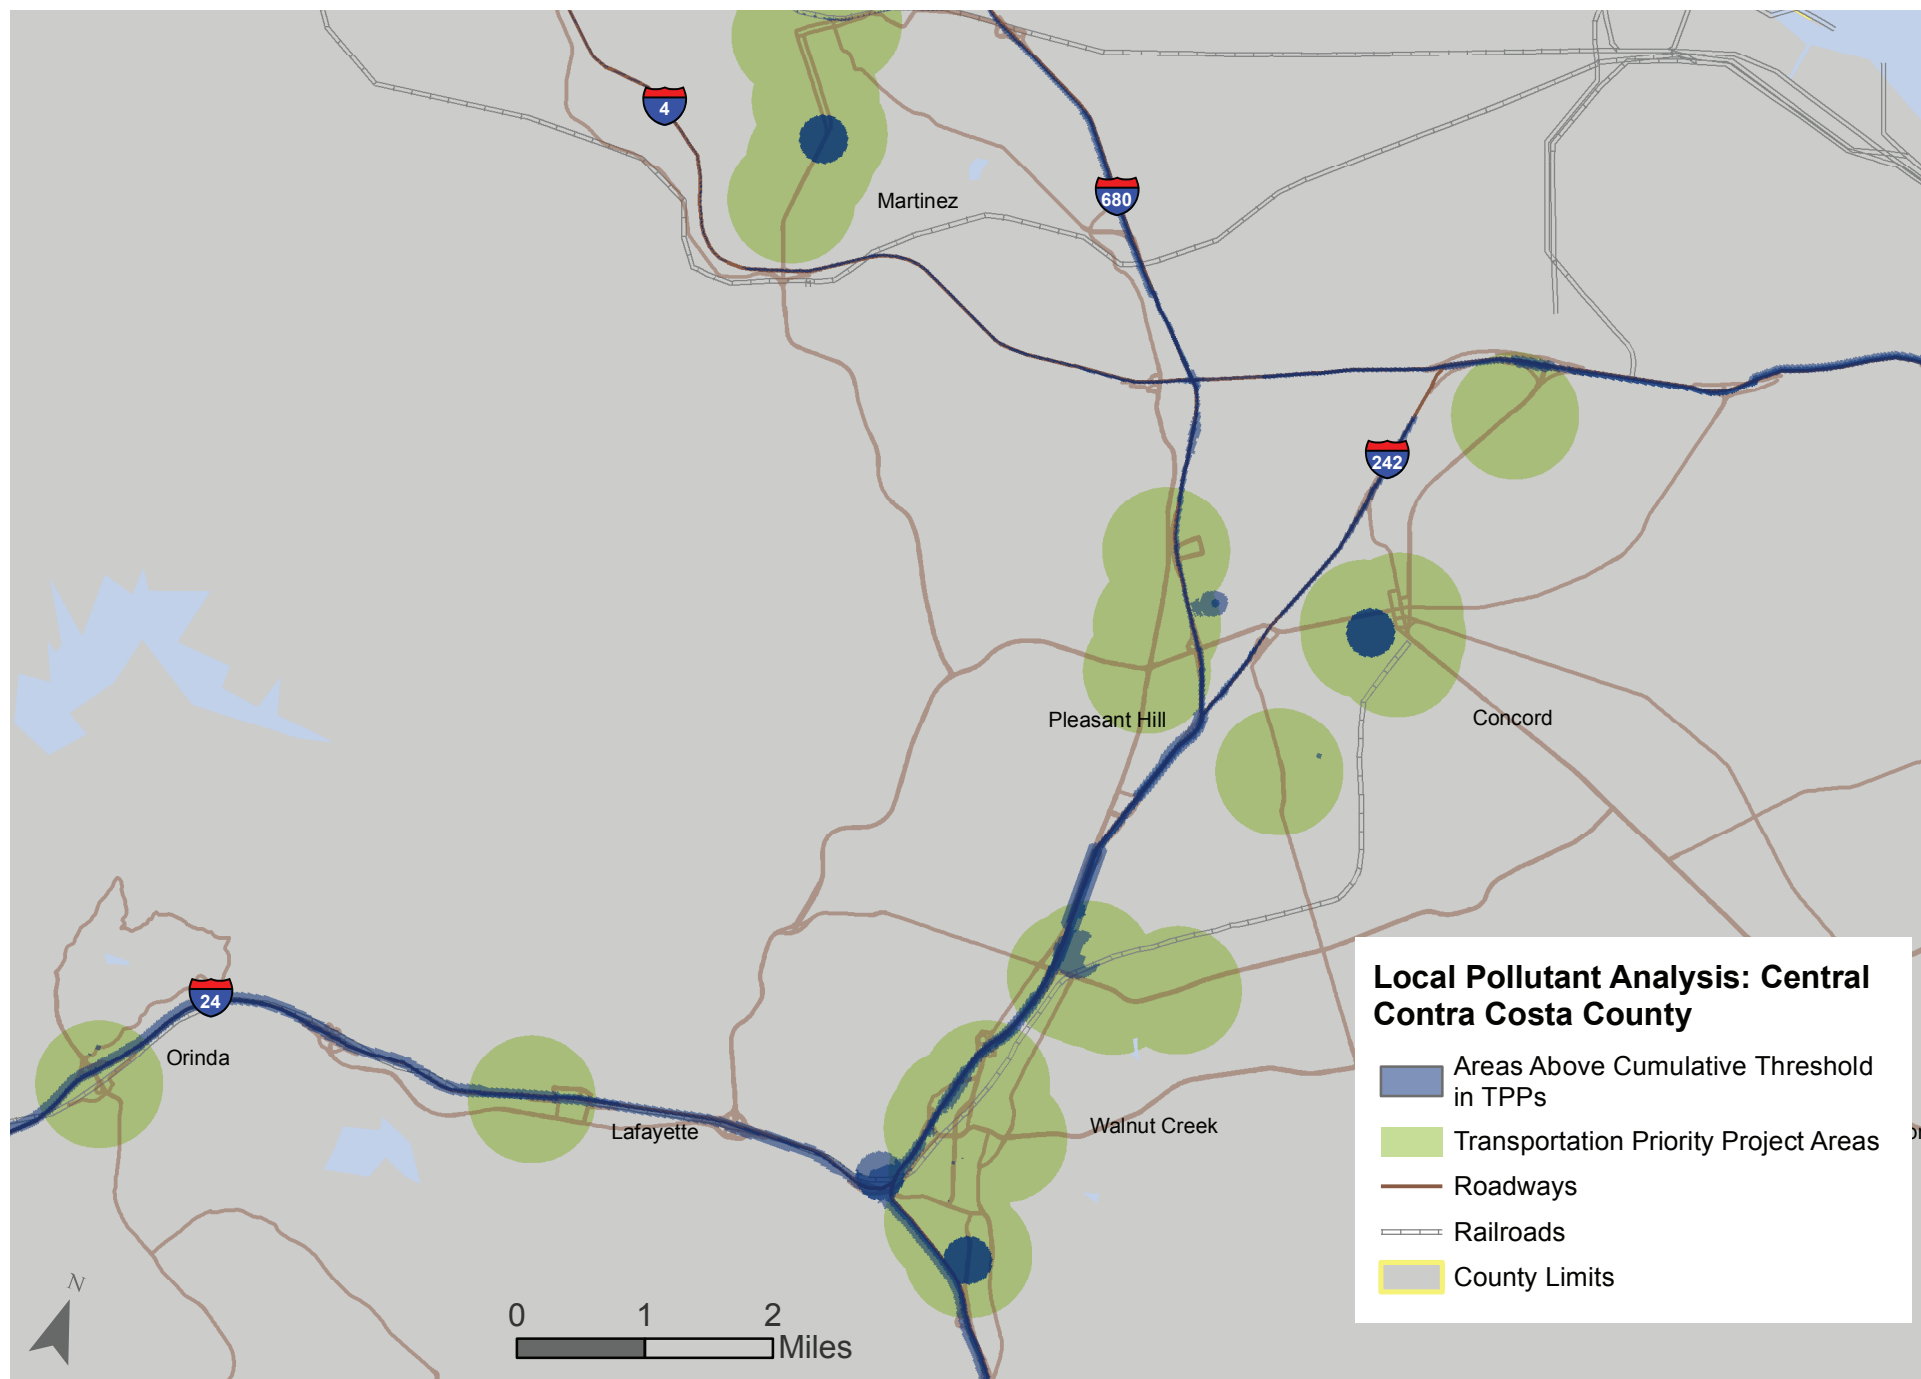 4
680
Martinez
242
Pleasant Hill
Concord
24
Orinda
Lafayette
Walnut Creek
Local Pollutant Analysis: Central
Contra Costa County
Areas Above Cumulative Threshold
in TPPs
Transportation Priority Project Areas
Roadways
Railroads
County Limits
N
0 1 2
Miles